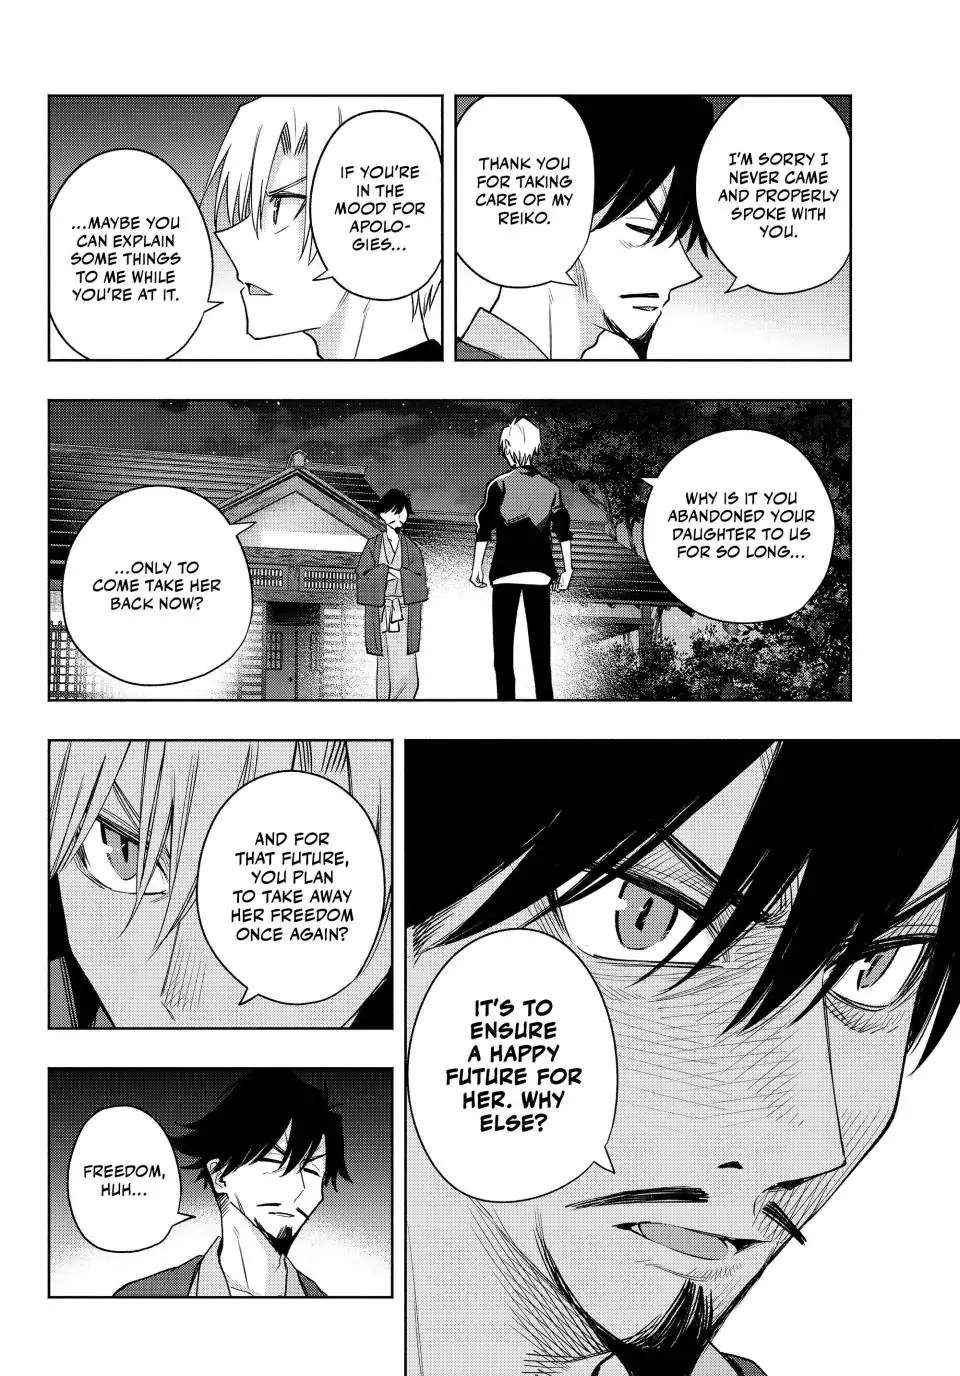 I'M SORRY I
NEVER CAME
AND PROPERLY
SPOKE WITH
YOU.
THANK YOU
FOR TAKING
CARE OF MY
REIKO.
IF YOU'RE
IN THE
MOOD FOR
APOLO-
GIES...
...MAYBE YOU
CAN EXPLAIN
SOME THINGS
TO ME WHILE
YOU'RE AT IT.
WHY IS IT YOU
ABANDONED YOUR
DAUGHTER TO US
FOR SO LONG...
...ONLY TO
COME TAKE HER
BACK NOW?
IT'S TO
ENSURE
A HAPPY
FUTURE FOR
HER. WHY
ELSE?
AND FOR
THAT FUTURE,
YOU PLAN
TO TAKE AWAY
HER FREEDOM
ONCE AGAIN?
FREEDOM,
HUH...